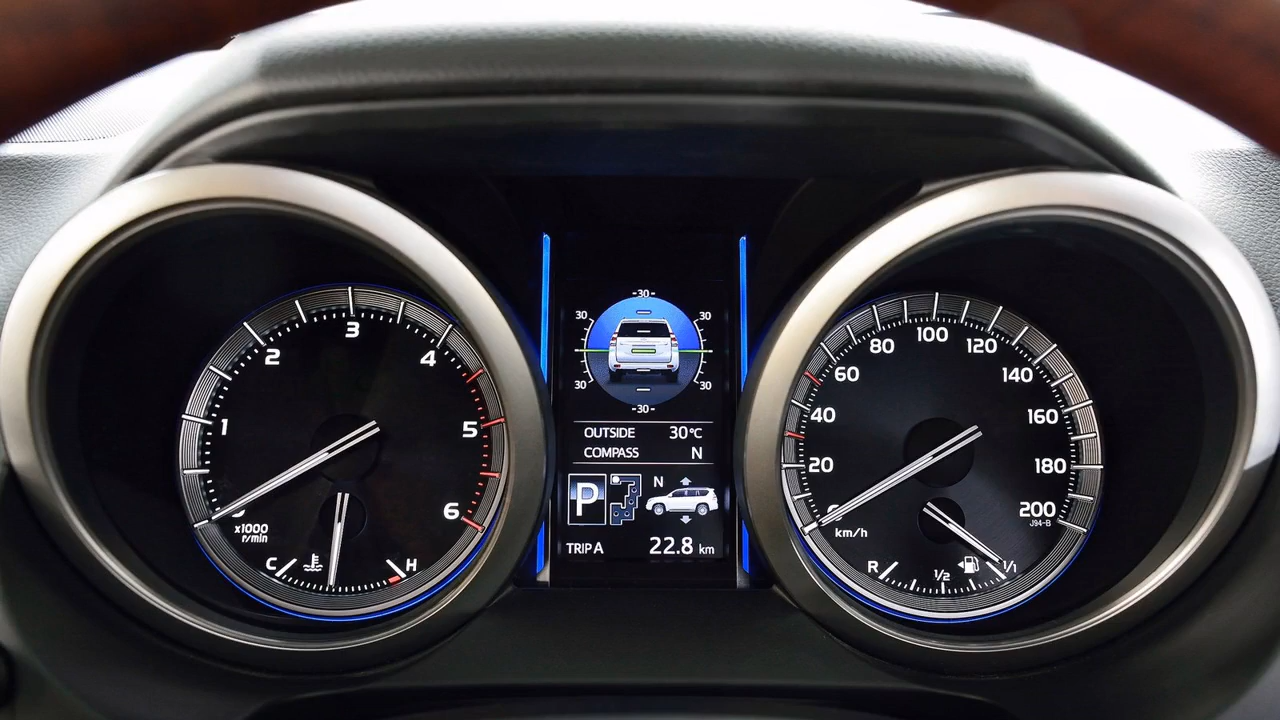 1
2
3
4
5
6
x1000
r/min
C
H
-30-
30
30
30
30
-30-
OUTSIDE 30°C
COMPASS N
P
N
TRIP A 22.8 km
20
40
60
80
100
120
140
160
180
200
J94-B
km/h
R
1/2
1/1